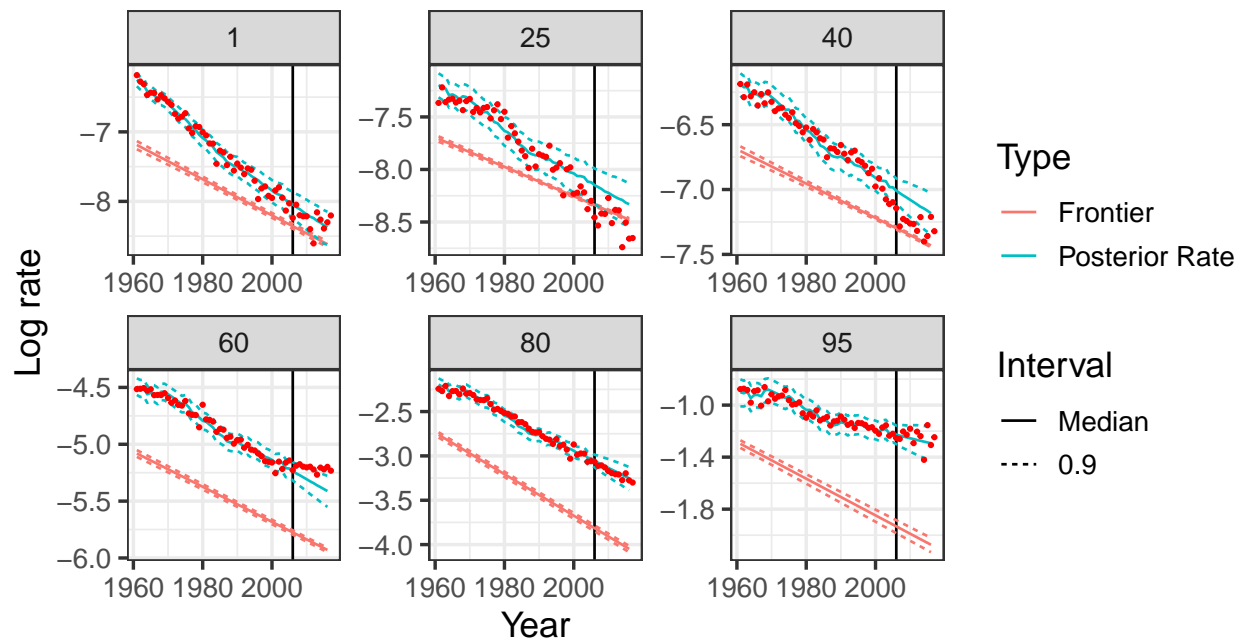 1
25
40
−7
−8
−7.5
−8.0
−8.5
−6.5
−7.0
−7.5
1960 1980 2000
1960 1980 2000
1960 1980 2000
60
80
95
−4.5
−5.0
−5.5
−6.0
−2.5
−3.0
−3.5
−4.0
−1.0
−1.4
−1.8
1960 1980 2000
1960 1980 2000
1960 1980 2000
Log rate
Year
Type
Frontier
Posterior Rate
Interval
Median
0.9